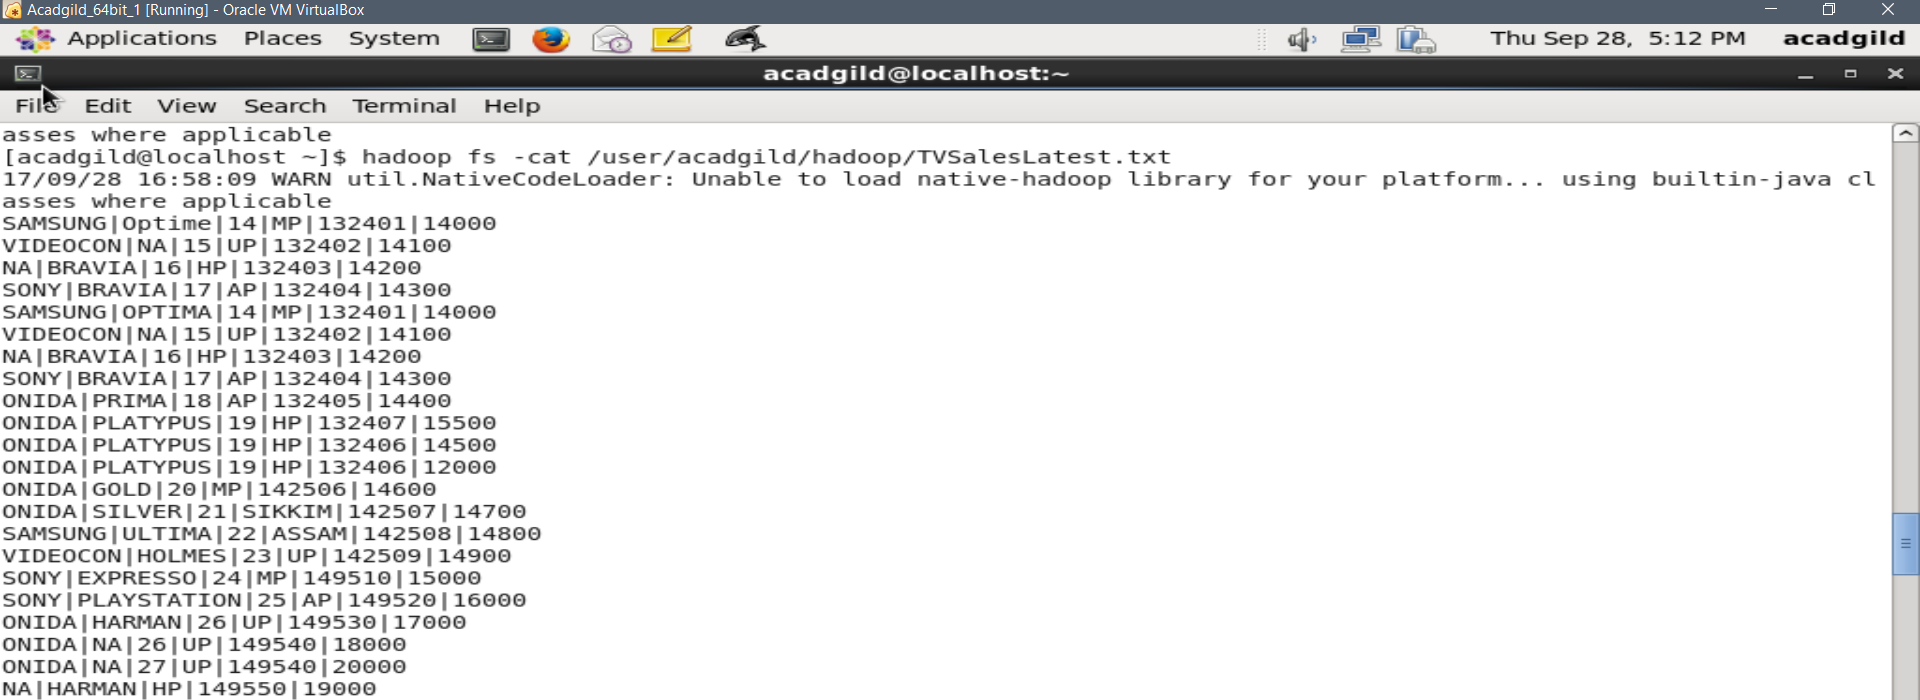 Acadgild_64bit_1 [Running] - Oracle VM VirtualBox
Applications Places System Thu Sep 28, 5:12 PM acadgild
acadgild@localhost:~
File Edit View Search Terminal Help
asses where applicable
[acadgild@localhost ~]$ hadoop fs -cat /user/acadgild/hadoop/TVSalesLatest.txt
17/09/28 16:58:09 WARN util.NativeCodeLoader: Unable to load native-hadoop library for your platform... using builtin-java cl
asses where applicable
SAMSUNG|Optime|14|MP|132401|14000
VIDEOCON|NA|15|UP|132402|14100
NA|BRAVIA|16|HP|132403|14200
SONY|BRAVIA|17|AP|132404|14300
SAMSUNG|OPTIMA|14|MP|132401|14000
VIDEOCON|NA|15|UP|132402|14100
NA|BRAVIA|16|HP|132403|14200
SONY|BRAVIA|17|AP|132404|14300
ONIDA|PRIMA|18|AP|132405|14400
ONIDA|PLATYPUS|19|HP|132407|15500
ONIDA|PLATYPUS|19|HP|132406|14500
ONIDA|PLATYPUS|19|HP|132406|12000
ONIDA|GOLD|20|MP|142506|14600
ONIDA|SILVER|21|SIKKIM|142507|14700
SAMSUNG|ULTIMA|22|ASSAM|142508|14800
VIDEOCON|HOLMES|23|UP|142509|14900
SONY|EXPRESSO|24|MP|149510|15000
SONY|PLAYSTATION|25|AP|149520|16000
ONIDA|HARMAN|26|UP|149530|17000
ONIDA|NA|26|UP|149540|18000
ONIDA|NA|27|UP|149540|20000
NA|HARMAN|HP|149550|19000